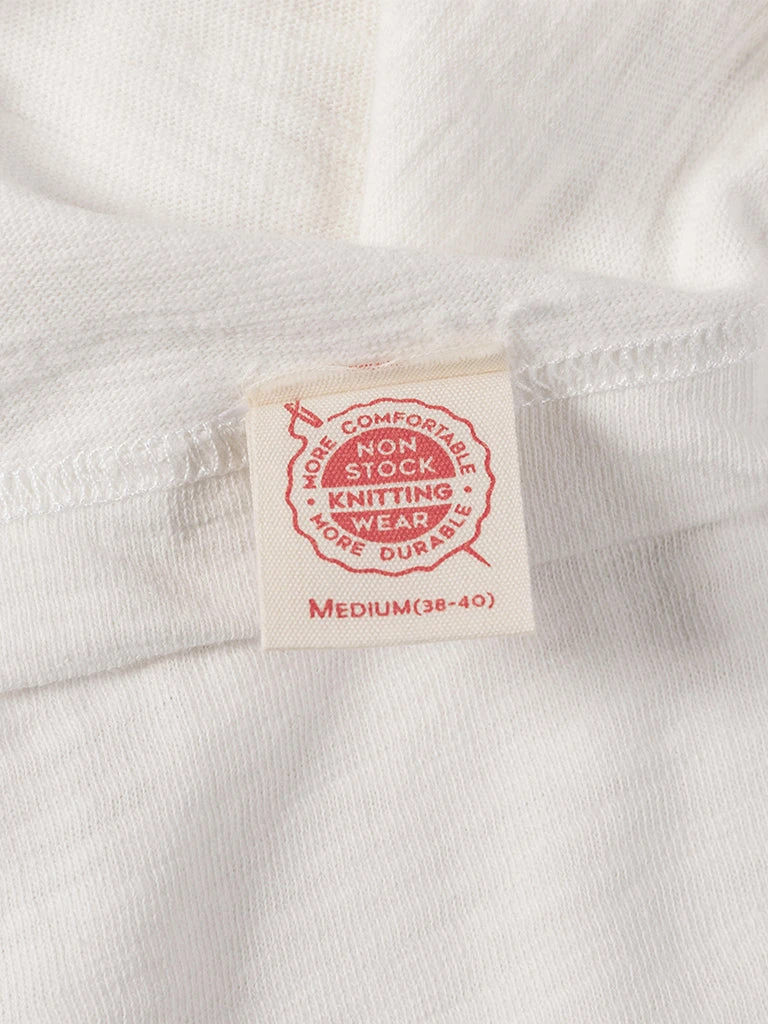 MORE COMFORTABLE
NON
STOCK
KNITTING
WEAR
• MORE DURABLE •
MEDIUM(38-40)